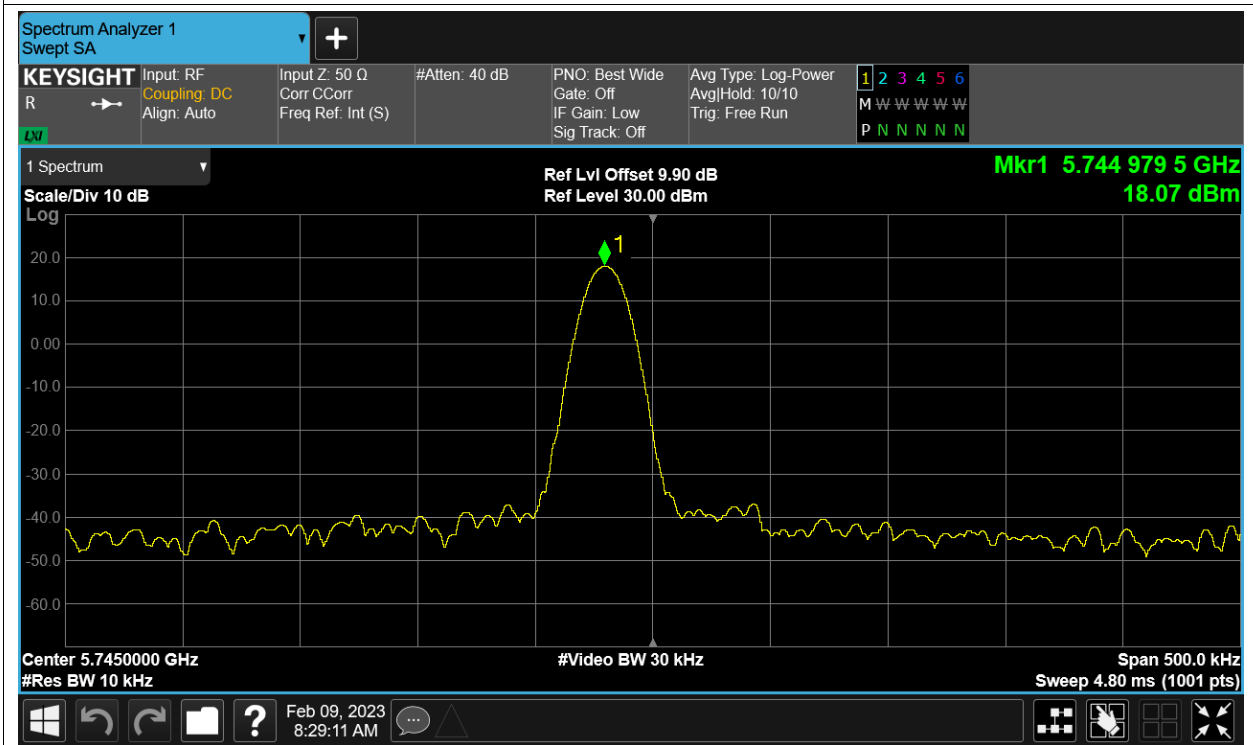 Spectrum Analyzer 1
Swept SA
+
KEYSIGHT
R
LXI
Input: RF
Coupling: DC
Align: Auto
Input Z: 50 Ω
Corr CCorr
Freq Ref: Int (S)
#Atten: 40 dB
PNO: Best Wide
Gate: Off
IF Gain: Low
Sig Track: Off
Avg Type: Log-Power
Avg|Hold: 10/10
Trig: Free Run
1 2 3 4 5 6
M W W W W W
P N N N N N
1 Spectrum
Scale/Div 10 dB
Log
Ref Lvl Offset 9.90 dB
Ref Level 30.00 dBm
Mkr1 5.744 979 5 GHz
18.07 dBm
1
20.0
10.0
0.00
-10.0
-20.0
-30.0
-40.0
-50.0
-60.0
Center 5.7450000 GHz
#Res BW 10 kHz
#Video BW 30 kHz
Span 500.0 kHz
Sweep 4.80 ms (1001 pts)
?
Feb 09, 2023
8:29:11 AM